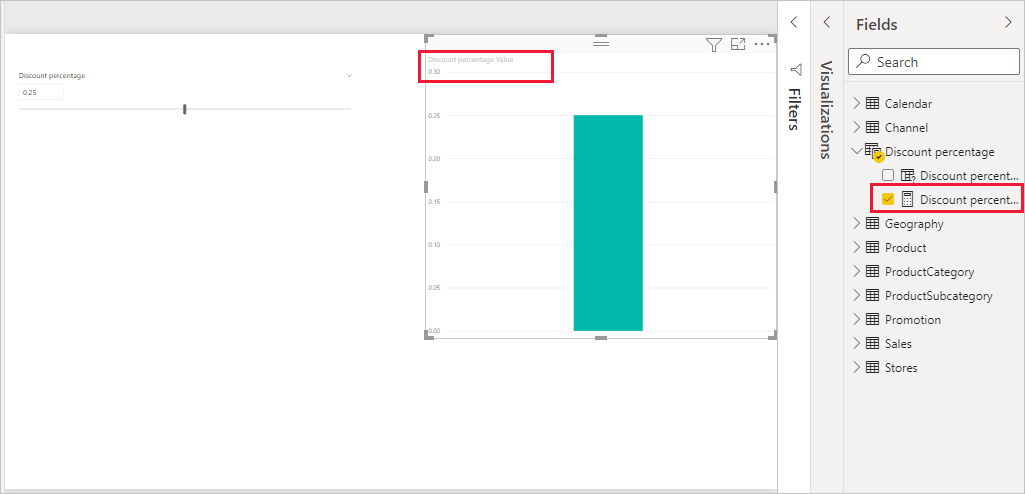 Discount percentage
0.25
Discount percentage Value
0.30
0.25
0.20
0.15
0.10
0.05
0.00
Filters
Visualizations
Fields
Search
Calendar
Channel
Discount percentage
Discount percent...
Discount percent...
Geography
Product
ProductCategory
ProductSubcategory
Promotion
Sales
Stores